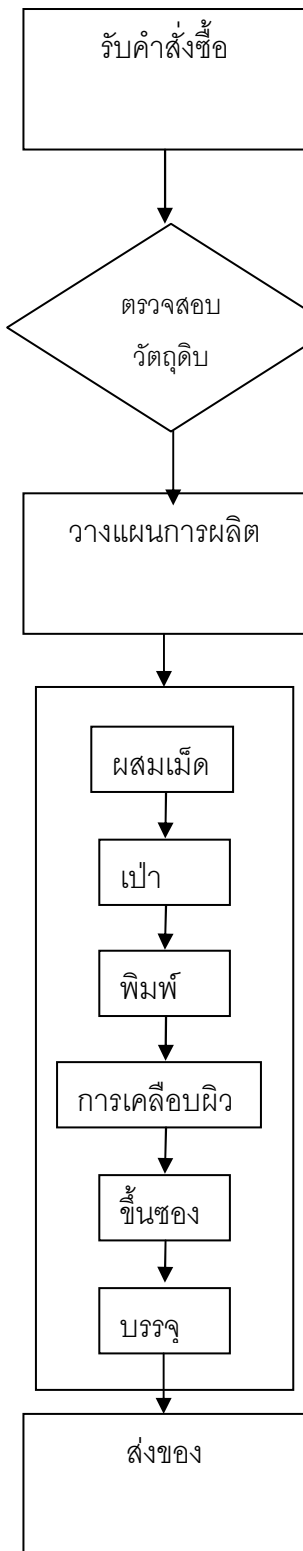 รับคำสั่งซื้อ
ตรวจสอบ
วัตถุดิบ
วางแผนการผลิต
ผสมเม็ด
เป่า
พิมพ์
การเคลือบผิว
ขึ้นซอง
บรรจุ
ส่งของ